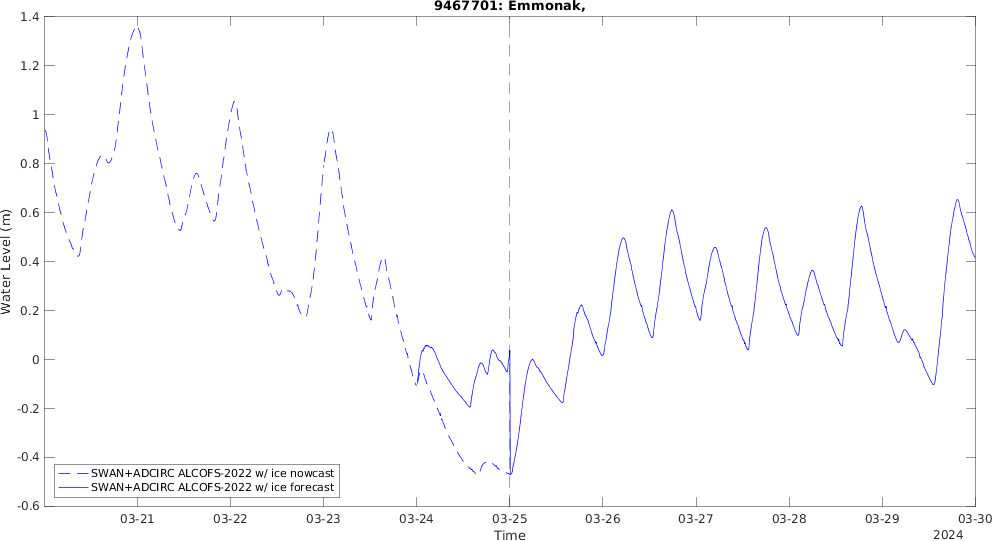 9467701: Emmonak,
1.4
1.2
1
0.8
0.6
0.4
0.2
0
-0.2
-0.4
-0.6
Water Level (m)
SWAN+ADCIRC ALCOFS-2022 w/ ice nowcast
SWAN+ADCIRC ALCOFS-2022 w/ ice forecast
03-21 03-22 03-23 03-24 03-25 03-26 03-27 03-28 03-29 03-30
Time
2024